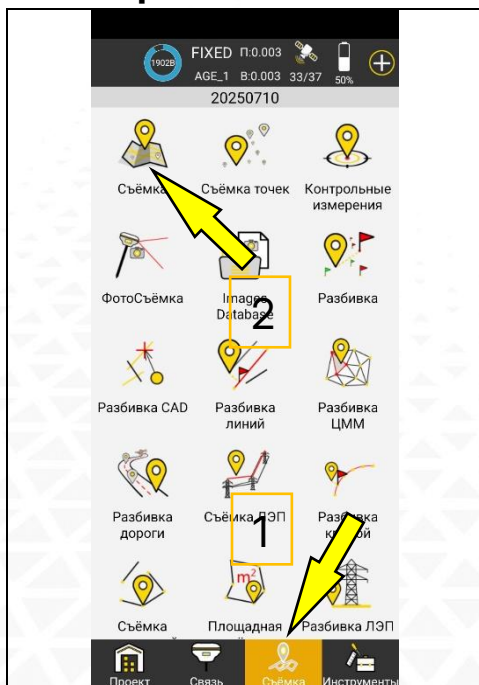 1902B FIXED П:0.003
AGE_1 В:0.003 33/37 50%
20250710
Съёмка Съёмка точек Контрольные
измерения
ФотоСъёмка Images Разбивка
Database
2
Разбивка CAD Разбивка Разбивка
линий ЦММ
Разбивка Съёмка ЛЭП
дороги
1
m²
Съёмка Площадная Разбивка ЛЭП
Проект Связь Съёмка Инструменты